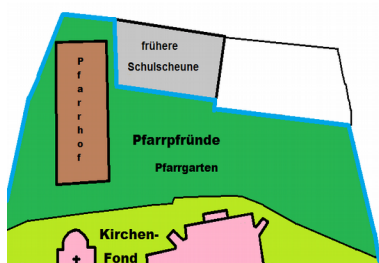 frühere
Schulscheune
Pfarrhof
Pfarrpfründe
Pfarrgarten
Kirchen-
Fond